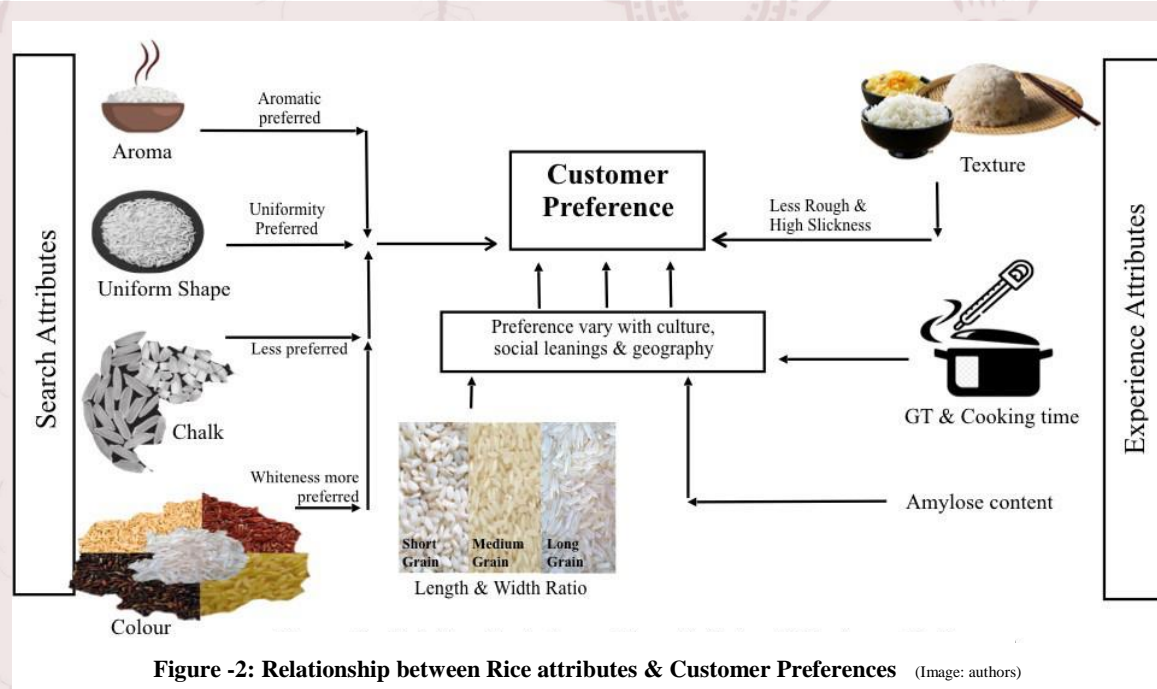 Search Attributes
Aroma
Aromatic
preferred
Uniform Shape
Uniformity
Preferred
Chalk
Less preferred
Colour
Whiteness more
preferred
Customer
Preference
Preference vary with culture,
social leanings & geography
Short
Grain
Medium
Grain
Long
Grain
Length & Width Ratio
Texture
Less Rough &
High Slickness
GT & Cooking time
Amylose content
Experience Attributes
Figure -2: Relationship between Rice attributes & Customer Preferences (Image: authors)